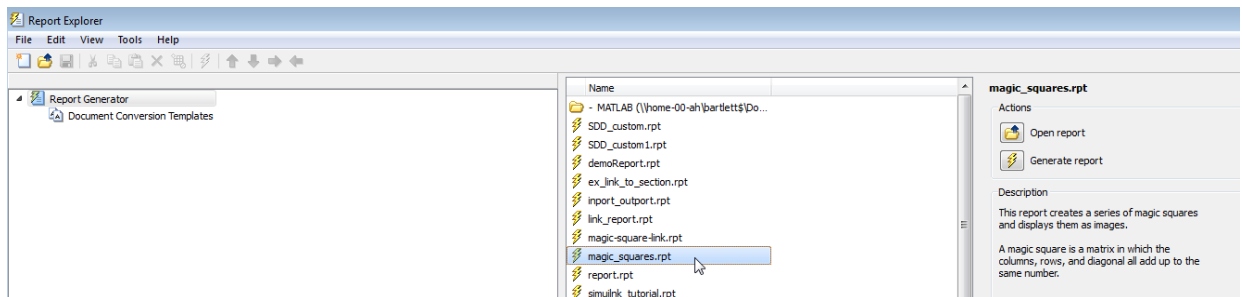 Report Explorer
File Edit View Tools Help
Report Generator
Document Conversion Templates
Name
- MATLAB (\\home-00-ah\bartlett$\Do...
SDD_custom.rpt
SDD_custom1.rpt
demoReport.rpt
ex_link_to_section.rpt
inport_outport.rpt
link_report.rpt
magic-square-link.rpt
magic_squares.rpt
report.rpt
simulnk_tutorial.rpt
magic_squares.rpt
Actions
Open report
Generate report
Description
This report creates a series of magic squares
and displays them as images.
A magic square is a matrix in which the
columns, rows, and diagonal all add up to the
same number.